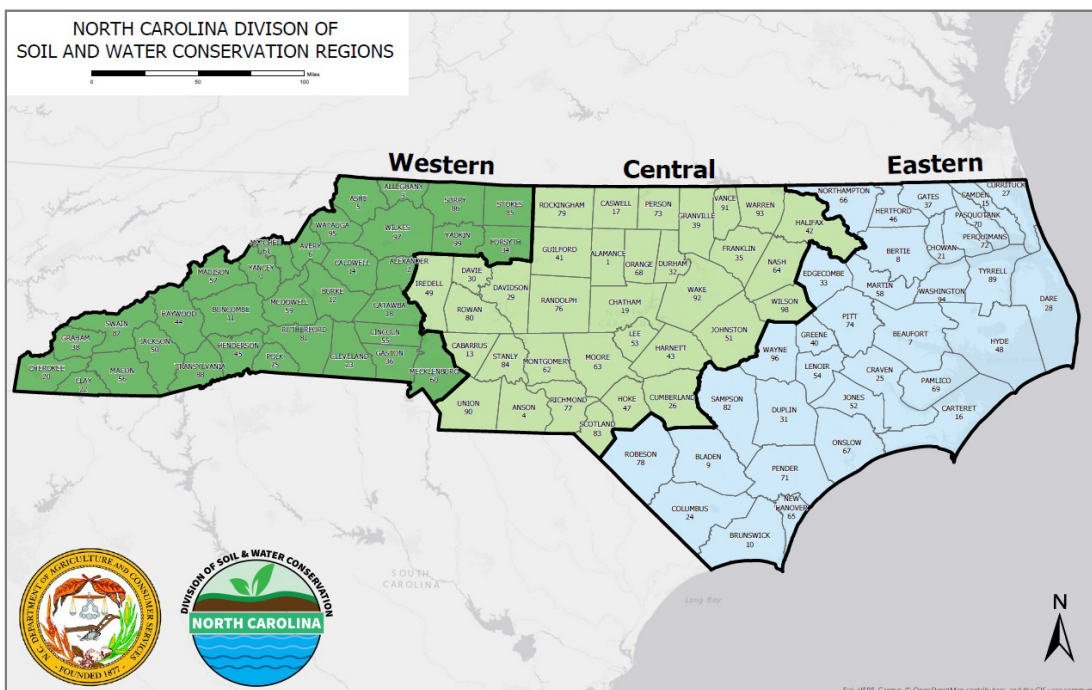 NORTH CAROLINA DIVISON OF
SOIL AND WATER CONSERVATION REGIONS
0 50 100 Miles
Western Central Eastern
ALLEGHANY
3
ASHE
5
SURRY
86
STOKES
85
WATAUGA
95
WILKES
97
YADKIN
99
FORSYTH
34
MITCHELL
61
AVERY
6
CALDWELL
14
ALEXANDER
2
MADISON
57
YANCEY
BURKE
12
CATAWBA
18
MCDOWELL
59
BUNCOMBE
11
HAYWOOD
44
SWAIN
87
GRAHAM
38
JACKSON
50
HENDERSON
45
RUTHERFORD
81
LINCOLN
55
GASTON
36
CLEVELAND
23
POLK
75
TRANSYLVANIA
88
MACON
56
CHEROKEE
20
CLAY
22
MECKLENBURG
60
ROCKINGHAM
79
CASWELL
17
PERSON
73
GRANVILLE
39
VANCE
91
WARREN
93
HALIFAX
42
GUILFORD
41
ALAMANCE
1
ORANGE
68
DURHAM
32
FRANKLIN
35
NASH
64
IREDELL
49
DAVIE
30
DAVIDSON
29
ROWAN
80
RANDOLPH
76
CHATHAM
19
WAKE
92
WILSON
98
JOHNSTON
51
LEE
53
HARNETT
43
CABARRUS
13
STANLY
84
MONTGOMERY
62
MOORE
63
UNION
90
ANSON
4
RICHMOND
77
HOKE
47
CUMBERLAND
26
SCOTLAND
83
NORTHAMPTON
66
GATES
37
CURRITUCK
27
CAMDEN
15
PASQUOTANK
70
PERQUIMANS
72
HERTFORD
46
BERTIE
8
CHOWAN
21
EDGECOMBE
33
MARTIN
58
WASHINGTON
94
TYRRELL
89
DARE
28
PITT
74
BEAUFORT
7
HYDE
48
GREENE
40
WAYNE
96
LENOIR
54
CRAVEN
25
PAMLICO
69
JONES
52
CARTERET
16
SAMPSON
82
DUPLIN
31
ONSLOW
67
ROBESON
78
BLADEN
9
PENDER
71
NEW
HANOVER
65
COLUMBUS
24
BRUNSWICK
10
SOUTH
CAROLINA
Long Bay
N.C. DEPARTMENT OF AGRICULTURE AND CONSUMER SERVICES
FOUNDED 1877
DIVISION OF SOIL & WATER CONSERVATION
NORTH CAROLINA
N